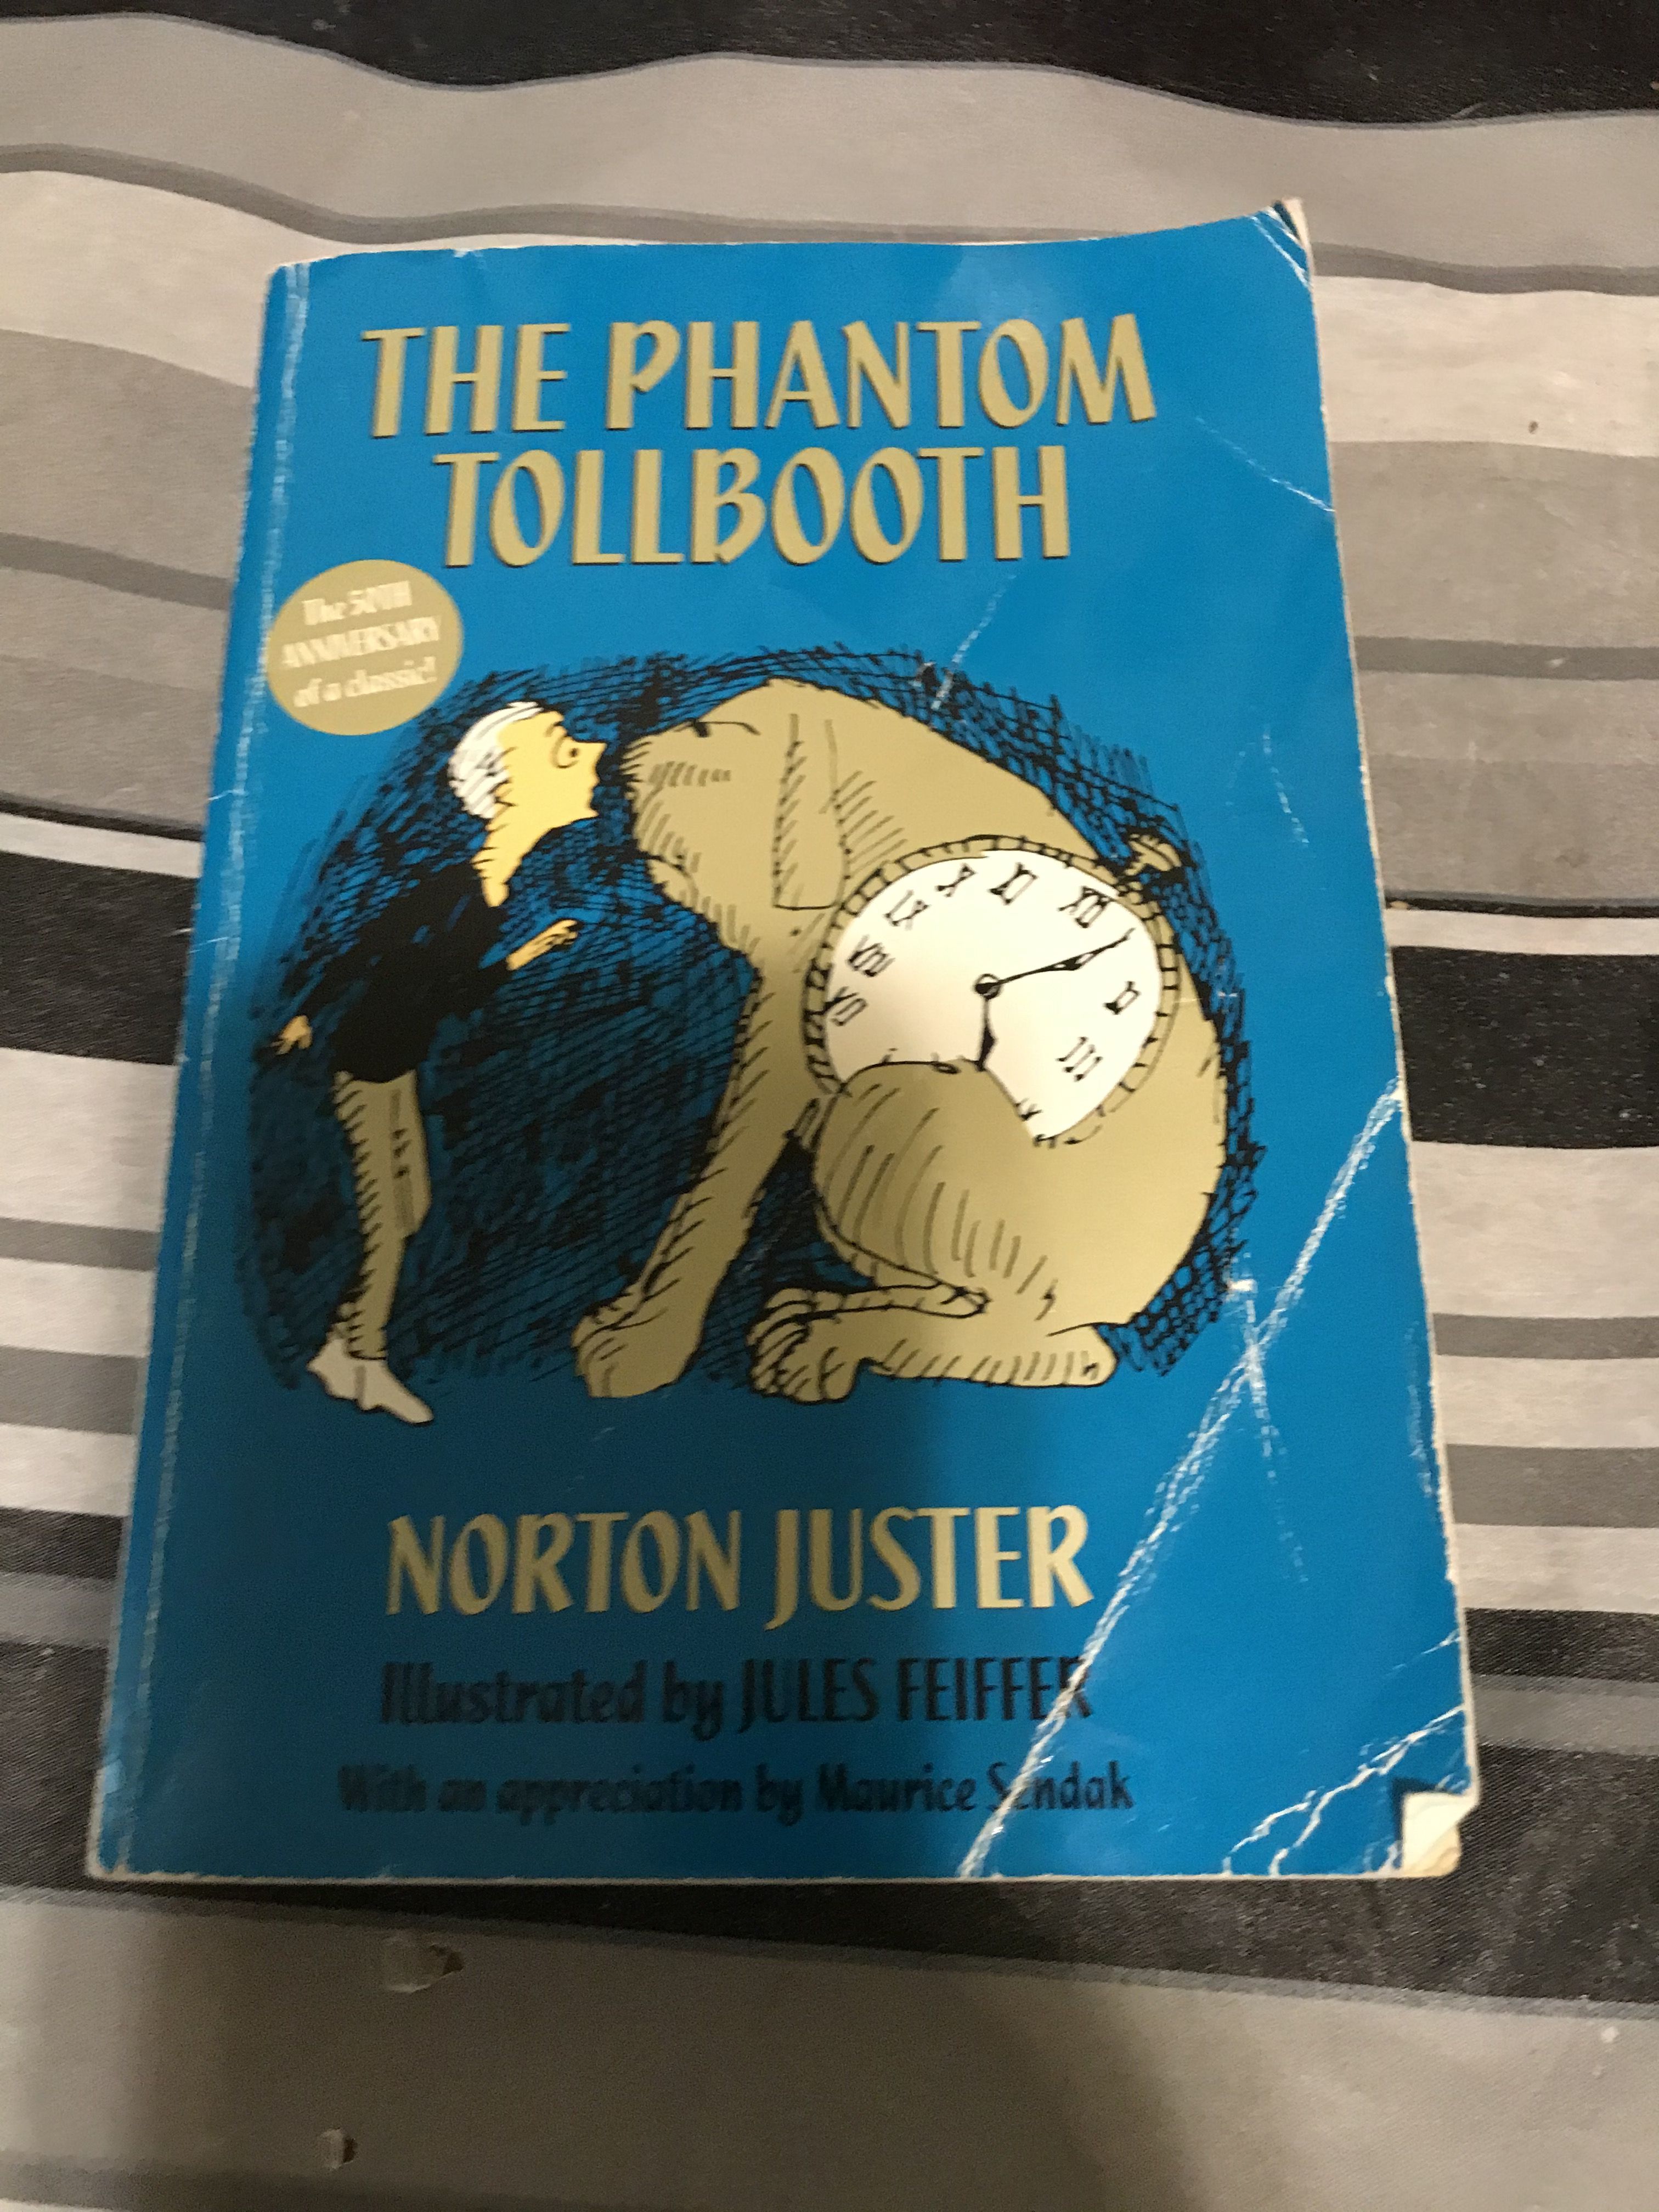 THE PHANTOM
TOLLBOOTH
The 50TH
ANNIVERSARY
of a classic!
XII
NORTON JUSTER
Illustrated by JULES FEIFFER
With an appreciation by Maurice Sendak